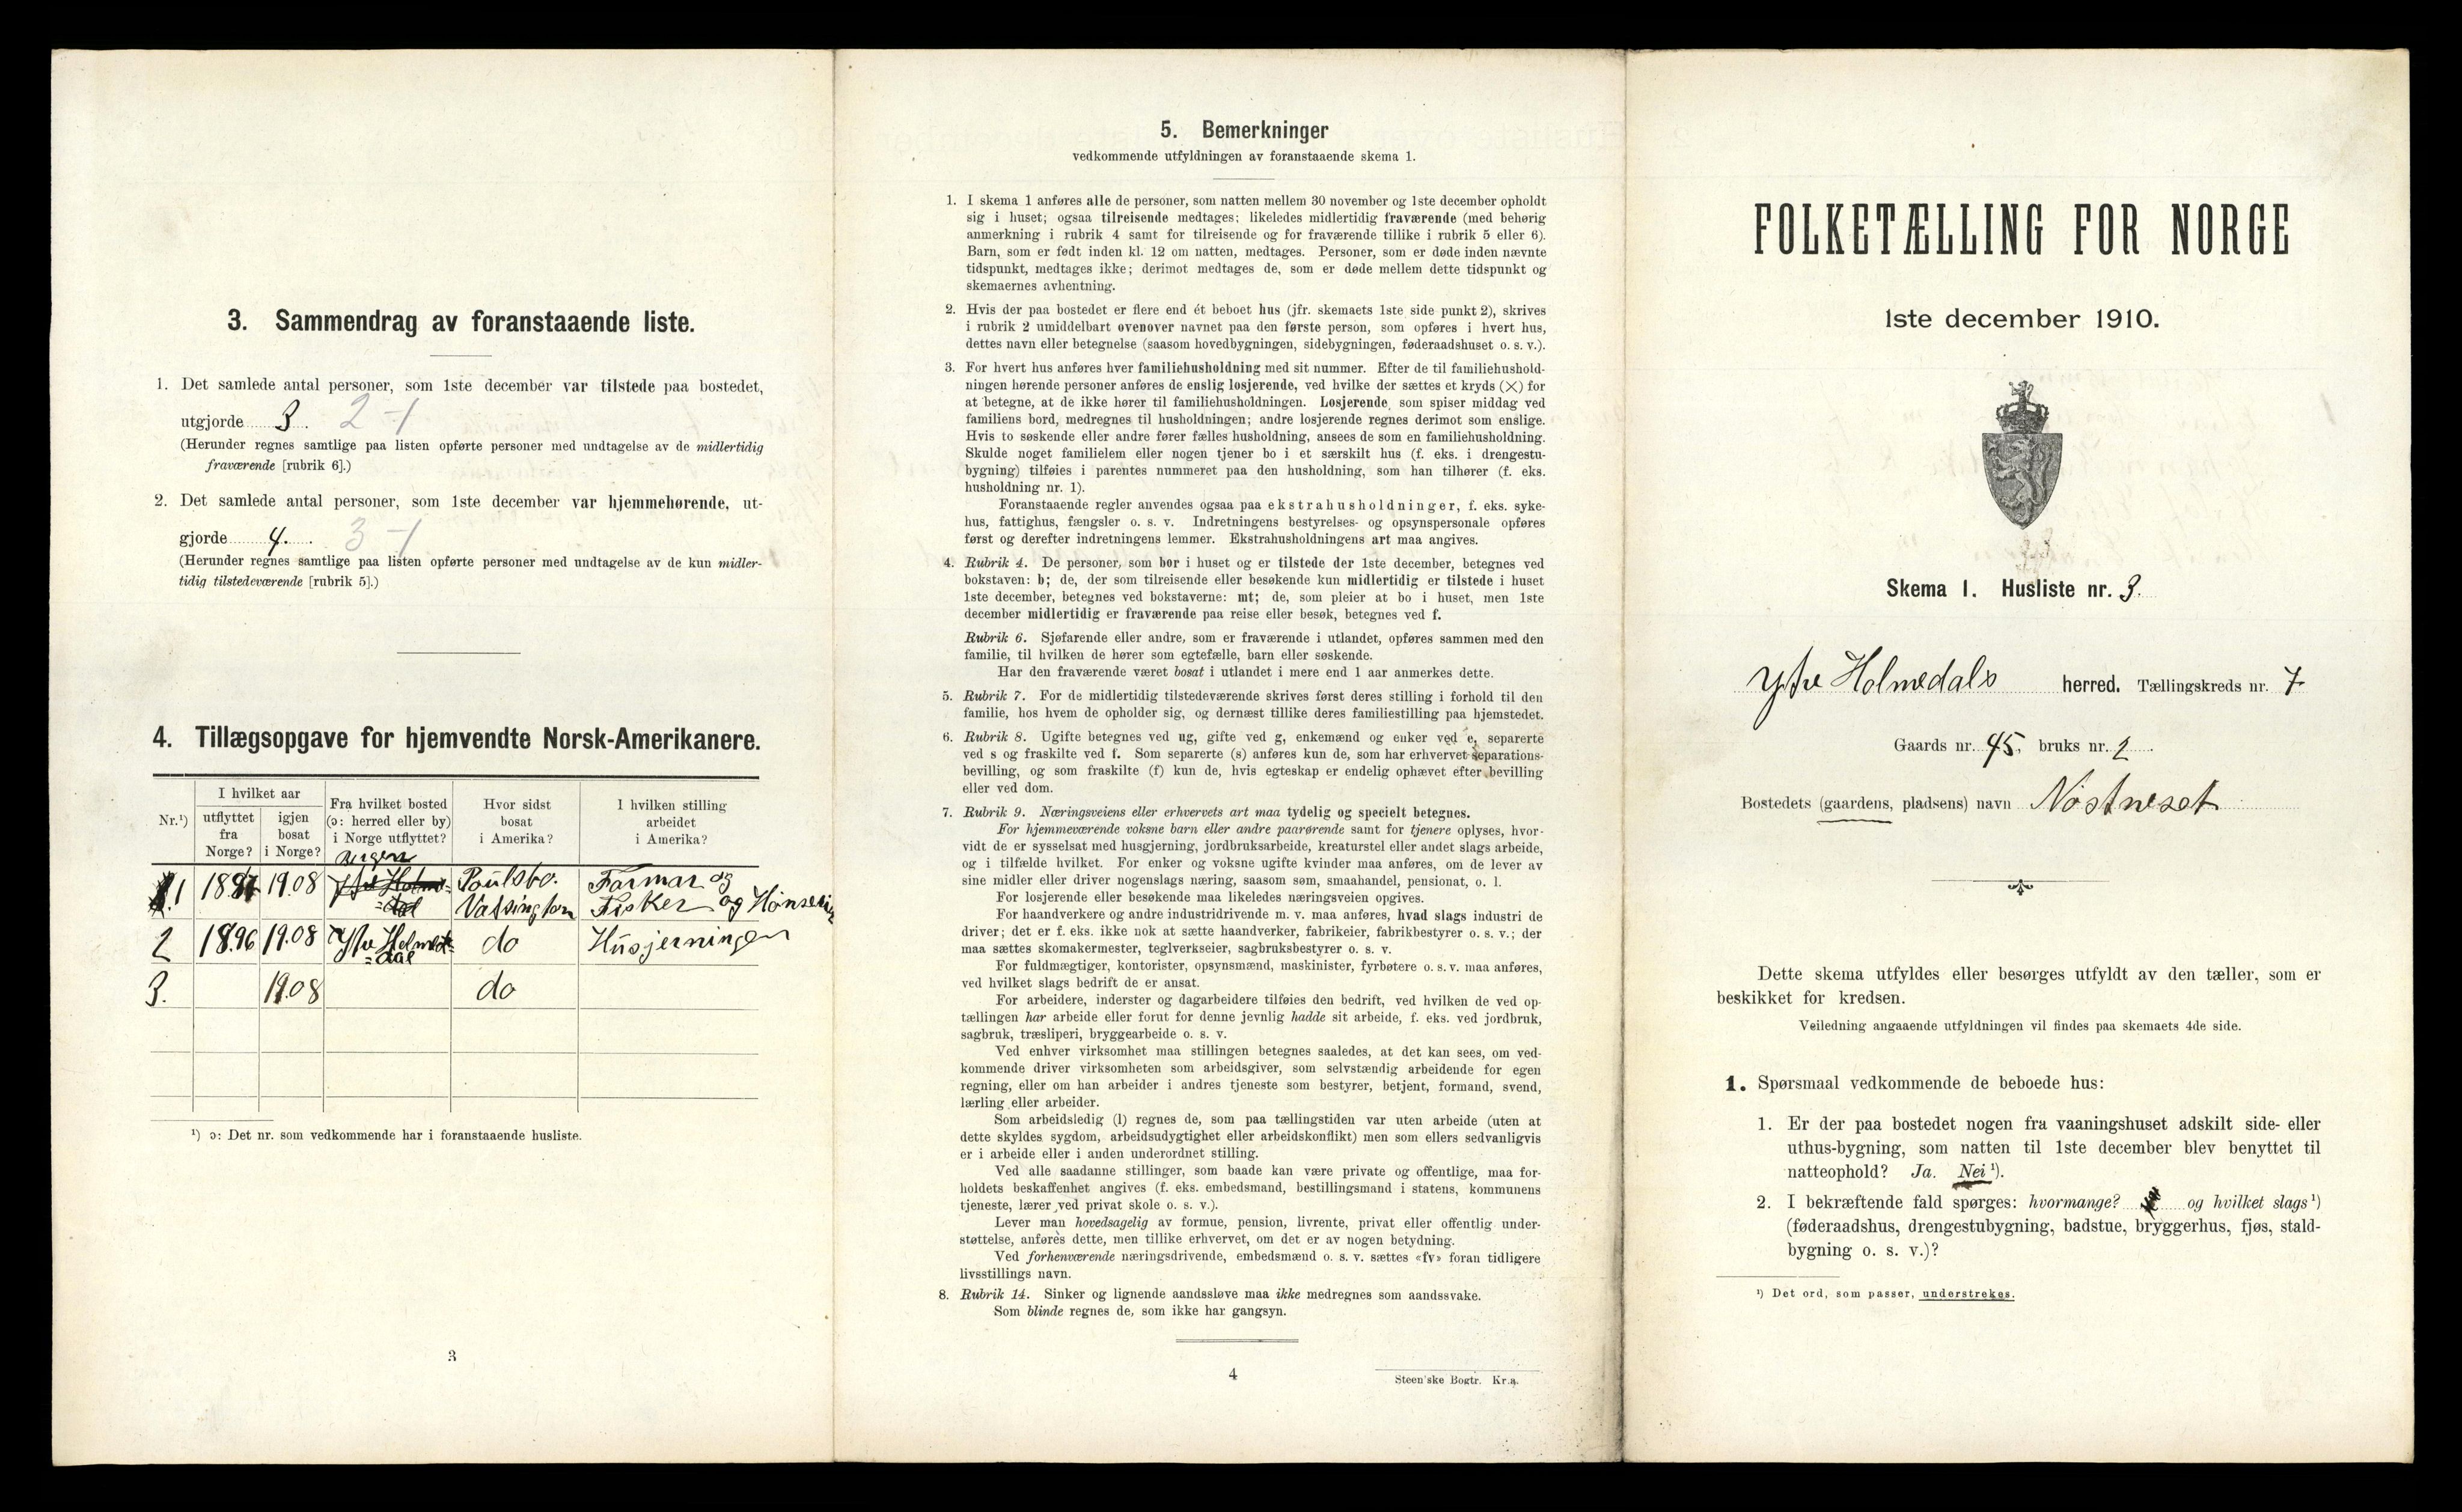 3. Sammendrag av foranstaaende liste.
1. Det samlede antal personer, som 1ste december var tilstede paa bostedet,
utgjorde 3. 2-1
(Herunder regnes samtlige paa listen opførte personer med undtagelse av de midlertidig
fraværende [rubrik 6].)
2. Det samlede antal personer, som 1ste december var hjemmehørende, ut-
gjorde 4. 3-1
(Herunder regnes samtlige paa listen opførte personer med undtagelse av de kun midler-
tidig tilstedeværende [rubrik 5].)
4. Tillægsopgave for hjemvendte Norsk-Amerikanere.
Nr.¹)
I hvilket aar
utflyttet
fra
Norge?
igjen
bosat
i Norge?
Fra hvilket bosted
(ɔ: herred eller by)
i Norge utflyttet?
Hvor sidst
bosat
i Amerika?
I hvilken stilling
arbeidet
i Amerika?
Bergen
1 1908 Poulsbo. Farmar og
Vatsington Fisker og Hønseri
2 1896 1908 Ytre Holme- do Husjerningen
=dal
3. 1908 do
¹) ɔ: Det nr. som vedkommende har i foranstaaende husliste.
3
5. Bemerkninger
vedkommende utfyldningen av foranstaaende skema 1.
1. I skema 1 anføres alle de personer, som natten mellem 30 november og 1ste december opholdt
sig i huset; ogsaa tilreisende medtages; likeledes midlertidig fraværende (med behørig
anmerkning i rubrik 4 samt for tilreisende og for fraværende tillike i rubrik 5 eller 6).
Barn, som er født inden kl. 12 om natten, medtages. Personer, som er døde inden nævnte
tidspunkt, medtages ikke; derimot medtages de, som er døde mellem dette tidspunkt og
skemaernes avhentning.
2. Hvis der paa bostedet er flere end ét beboet hus (jfr. skemaets 1ste side punkt 2), skrives
i rubrik 2 umiddelbart ovenover navnet paa den første person, som opføres i hvert hus,
dettes navn eller betegnelse (saasom hovedbygningen, sidebygningen, føderaadshuset o. s. v.).
3. For hvert hus anføres hver familiehusholdning med sit nummer. Efter de til familiehushold-
ningen hørende personer anføres de enslig losjerende, ved hvilke der sættes et kryds (×) for
at betegne, at de ikke hører til familiehusholdningen. Losjerende, som spiser middag ved
familiens bord, medregnes til husholdningen; andre losjerende regnes derimot som enslige.
Hvis to søskende eller andre fører fælles husholdning, ansees de som en familiehusholdning.
Skulde noget familielem eller nogen tjener bo i et særskilt hus (f. eks. i drengestu-
bygning) tilføies i parentes nummeret paa den husholdning, som han tilhører (f. eks.
husholdning nr. 1).
Foranstaaende regler anvendes ogsaa paa ekstrahusholdninger, f. eks. syke-
hus, fattighus, fængsler o. s. v. Indretningens bestyrelses- og opsynspersonale opføres
først og derefter indretningens lemmer. Ekstrahusholdningens art maa angives.
4. Rubrik 4. De personer, som bor i huset og er tilstede der 1ste december, betegnes ved
bokstaven: b; de, der som tilreisende eller besøkende kun midlertidig er tilstede i huset
1ste december, betegnes ved bokstaverne: mt; de, som pleier at bo i huset, men 1ste
december midlertidig er fraværende paa reise eller besøk, betegnes ved f.
Rubrik 6. Sjøfarende eller andre, som er fraværende i utlandet, opføres sammen med den
familie, til hvilken de hører som egtefælle, barn eller søskende.
Har den fraværende været bosat i utlandet i mere end 1 aar anmerkes dette.
5. Rubrik 7. For de midlertidig tilstedeværende skrives først deres stilling i forhold til den
familie, hos hvem de opholder sig, og dernæst tillike deres familiestilling paa hjemstedet.
6. Rubrik 8. Ugifte betegnes ved ug, gifte ved g, enkemænd og enker ved e, separerte
ved s og fraskilte ved f. Som separerte (s) anføres kun de, som har erhvervet separations-
bevilling, og som fraskilte (f) kun de, hvis egteskap er endelig ophævet efter bevilling
eller ved dom.
7. Rubrik 9. Næringsveiens eller erhvervets art maa tydelig og specielt betegnes.
For hjemmeværende voksne barn eller andre paarørende samt for tjenere oplyses, hvor-
vidt de er sysselsat med husgjerning, jordbruksarbeide, kreaturstel eller andet slags arbeide,
og i tilfælde hvilket. For enker og voksne ugifte kvinder maa anføres, om de lever av
sine midler eller driver nogenslags næring, saasom søm, smaahandel, pensionat, o. l.
For losjerende eller besøkende maa likeledes næringsveien opgives.
For haandverkere og andre industridrivende m. v. maa anføres, hvad slags industri de
driver; det er f. eks. ikke nok at sætte haandverker, fabrikeier, fabrikbestyrer o. s. v.; der
maa sættes skomakermester, teglverkseier, sagbruksbestyrer o. s. v.
For fuldmægtiger, kontorister, opsynsmænd, maskinister, fyrbøtere o. s. v. maa anføres,
ved hvilket slags bedrift de er ansat.
For arbeidere, inderster og dagarbeidere tilføies den bedrift, ved hvilken de ved op-
tællingen har arbeide eller forut for denne jevnlig hadde sit arbeide, f. eks. ved jordbruk,
sagbruk, træsliperi, bryggearbeide o. s. v.
Ved enhver virksomhet maa stillingen betegnes saaledes, at det kan sees, om ved-
kommende driver virksomheten som arbeidsgiver, som selvstændig arbeidende for egen
regning, eller om han arbeider i andres tjeneste som bestyrer, betjent, formand, svend,
lærling eller arbeider.
Som arbeidsledig (l) regnes de, som paa tællingstiden var uten arbeide (uten at
dette skyldes sygdom, arbeidsudygtighet eller arbeidskonflikt) men som ellers sedvanligvis
er i arbeide eller i anden underordnet stilling.
Ved alle saadanne stillinger, som baade kan være private og offentlige, maa for-
holdets beskaffenhet angives (f. eks. embedsmand, bestillingsmand i statens, kommunens
tjeneste, lærer ved privat skole o. s. v.).
Lever man hovedsagelig av formue, pension, livrente, privat eller offentlig under-
støttelse, anføres dette, men tillike erhvervet, om det er av nogen betydning.
Ved forhenværende næringsdrivende, embedsmænd o. s. v. sættes «fv» foran tidligere
livsstillings navn.
8. Rubrik 14. Sinker og lignende aandssløve maa ikke medregnes som aandssvake.
Som blinde regnes de, som ikke har gangsyn.
4
Steen'ske Bogtr. Kr.a.
FOLKETÆLLING FOR NORGE
1ste december 1910.
Skema 1. Husliste nr. 3.
Ytre Holmedals herred. Tællingskreds nr. 7
Gaards nr. 45, bruks nr. 2.
Bostedets (gaardens, pladsens) navn Nøstneset
Dette skema utfyldes eller besørges utfyldt av den tæller, som er
beskikket for kredsen.
Veiledning angaaende utfyldningen vil findes paa skemaets 4de side.
1. Spørsmaal vedkommende de beboede hus:
1. Er der paa bostedet nogen fra vaaningshuset adskilt side- eller
uthus-bygning, som natten til 1ste december blev benyttet til
natteophold? Ja. Nei ¹).
2. I bekræftende fald spørges: hvormange? og hvilket slags ¹)
(føderaadshus, drengestubygning, badstue, bryggerhus, fjøs, stald-
bygning o. s. v.)?
¹) Det ord, som passer, understrekes.